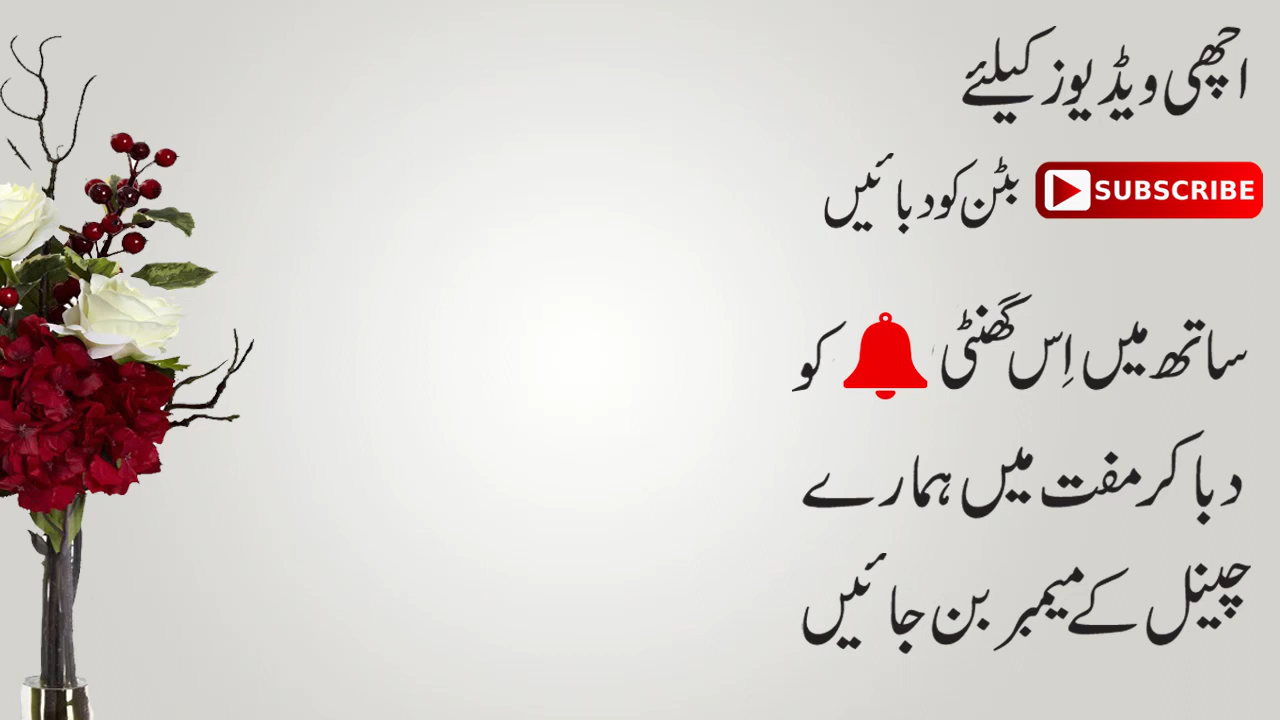 اچھی ویڈیوز کیلئے
SUBSCRIBE بٹن کو دبائیں
ساتھ میں اِس گھنٹی کو
دبا کر مفت میں ہمارے
چینل کے میمبر بن جائیں